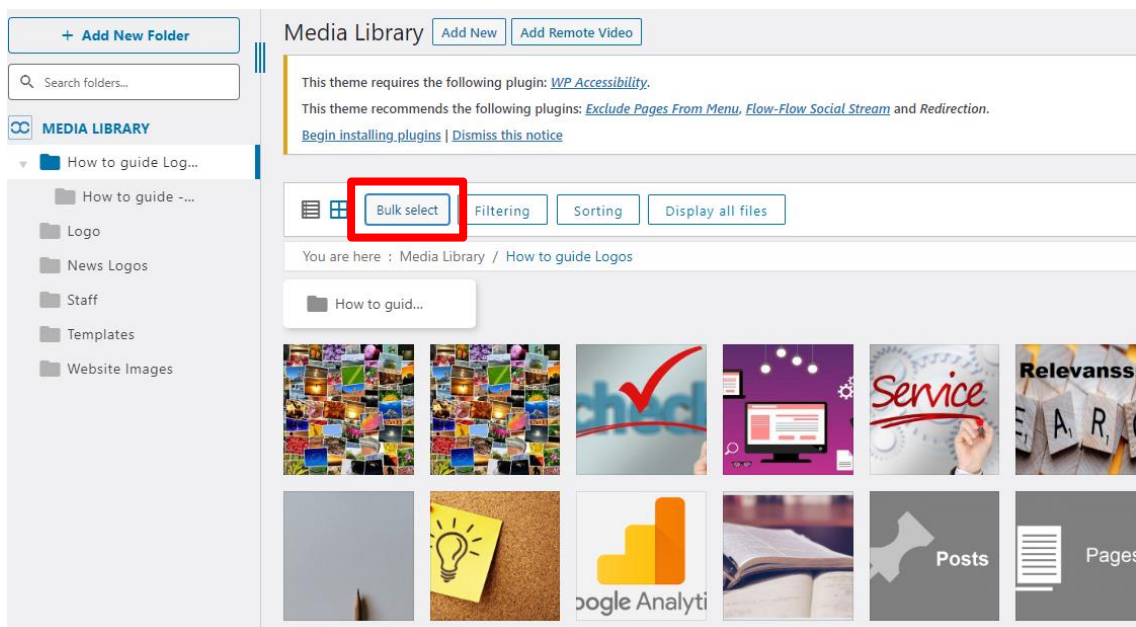 + Add New Folder
Search folders...
MEDIA LIBRARY
How to guide Log...
How to guide -...
Logo
News Logos
Staff
Templates
Website Images
Media Library Add New Add Remote Video
This theme requires the following plugin: WP Accessibility.
This theme recommends the following plugins: Exclude Pages From Menu, Flow-Flow Social Stream and Redirection.
Begin installing plugins | Dismiss this notice
Bulk select Filtering Sorting Display all files
You are here : Media Library / How to guide Logos
How to guid...
check
Service
Relevanss
E A R
Google Analyti
Posts
Pages